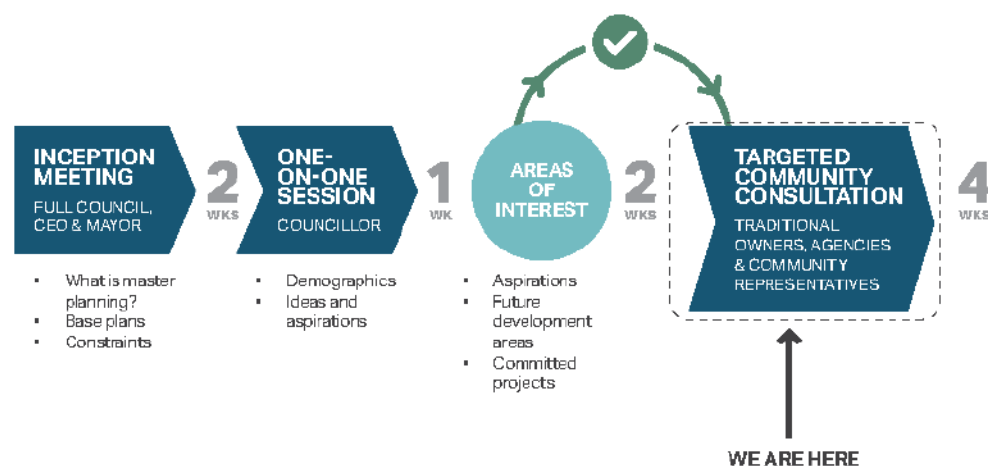 INCEPTION
MEETING
FULL COUNCIL,
CEO & MAYOR
2
WKS
ONE-
ON-ONE
SESSION
COUNCILLOR
1
WK
AREAS
OF
INTEREST
2
WKS
TARGETED
COMMUNITY
CONSULTATION
TRADITIONAL
OWNERS, AGENCIES
& COMMUNITY
REPRESENTATIVES
4
WKS
▪ What is master
planning?
▪ Base plans
▪ Constraints
▪ Demographics
▪ Ideas and
aspirations
▪ Aspirations
▪ Future
development
areas
▪ Committed
projects
WE ARE HERE